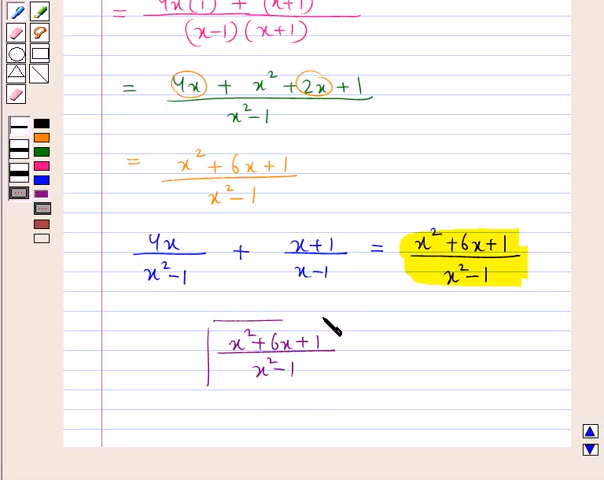 = 4x(1) + (x+1)² / (x-1)(x+1)
= 4x + x² + 2x + 1 / x²-1
= x² + 6x + 1 / x² - 1
4x / x²-1 + x+1 / x-1 = x² + 6x + 1 / x² - 1
x² + 6x + 1 / x² - 1